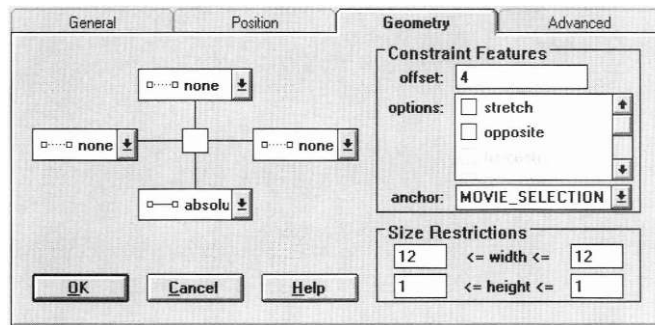 General Position Geometry Advanced
Constraint Features
none
offset: 4
options: stretch
opposite
none none
absolu
anchor: MOVIE_SELECTION
Size Restrictions
12 <= width <= 12
1 <= height <= 1
OK Cancel Help